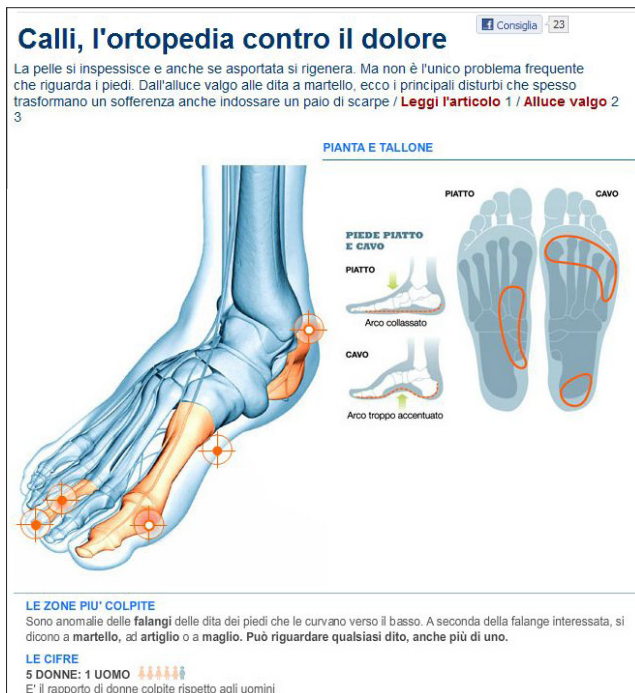 Calli, l'ortopedia contro il dolore
Consiglia 23
La pelle si inspessisce e anche se asportata si rigenera. Ma non è l'unico problema frequente
che riguarda i piedi. Dall'alluce valgo alle dita a martello, ecco i principali disturbi che spesso
trasformano un sofferenza anche indossare un paio di scarpe / Leggi l'articolo 1 / Alluce valgo 2
3
PIANTA E TALLONE
PIATTO
CAVO
PIEDE PIATTO
E CAVO
PIATTO
Arco collassato
CAVO
Arco troppo accentuato
LE ZONE PIU' COLPITE
Sono anomalie delle falangi delle dita dei piedi che le curvano verso il basso. A seconda della falange interessata, si
dicono a martello, ad artiglio o a maglio. Può riguardare qualsiasi dito, anche più di uno.
LE CIFRE
5 DONNE: 1 UOMO
E' il rapporto di donne colpite rispetto agli uomini